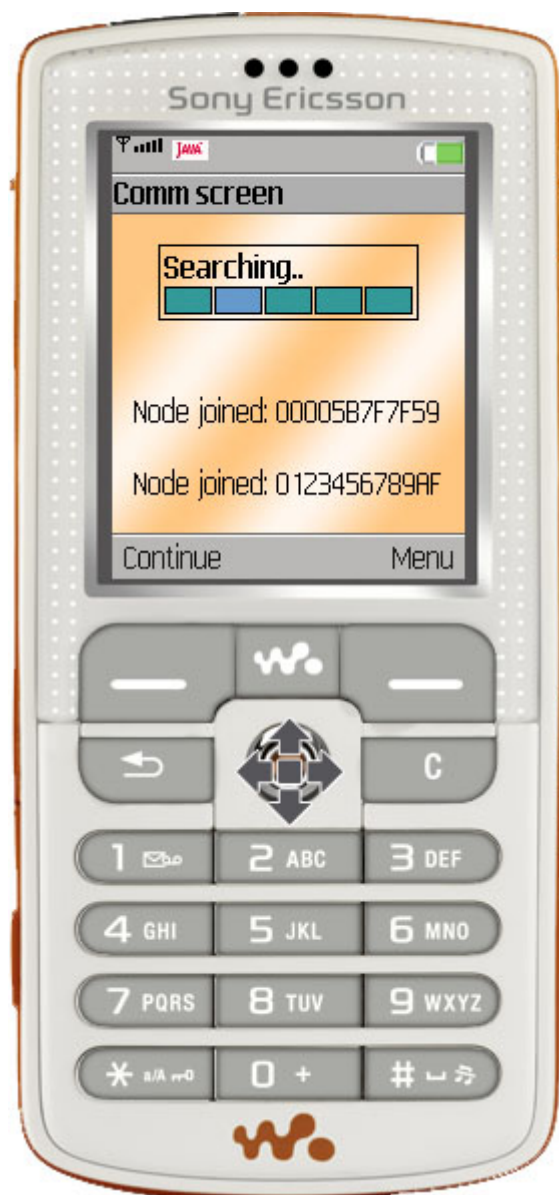 Sony Ericsson
JAVA
Comm screen
Searching..
Node joined: 00005B7F7F59
Node joined: 0123456789AF
Continue Menu
C
1 2 ABC 3 DEF
4 GHI 5 JKL 6 MNO
7 PQRS 8 TUV 9 WXYZ
* a/A 0 + #